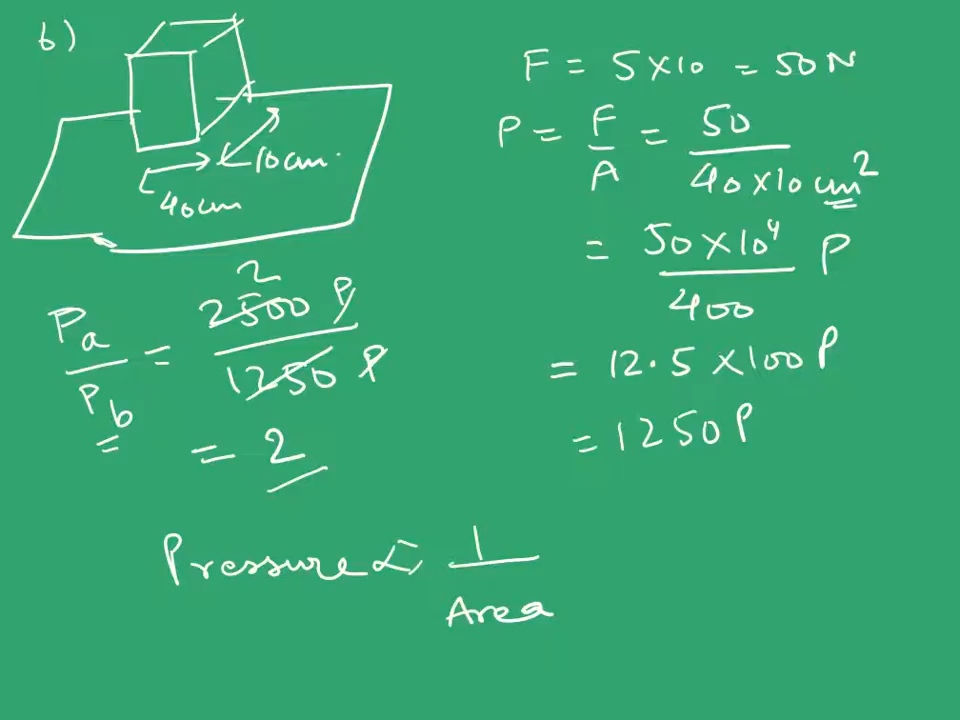 b)
10cm.
40cm
F = 5 x 10 = 50N
P = F/A = 50/(40 x 10 cm²)
= 50 x 10⁴/400 P
= 12.5 x 100 P
= 1250 P
Pa/Pb = 2500 P/1250 P 2
= 2
Pressure ∝ 1/Area